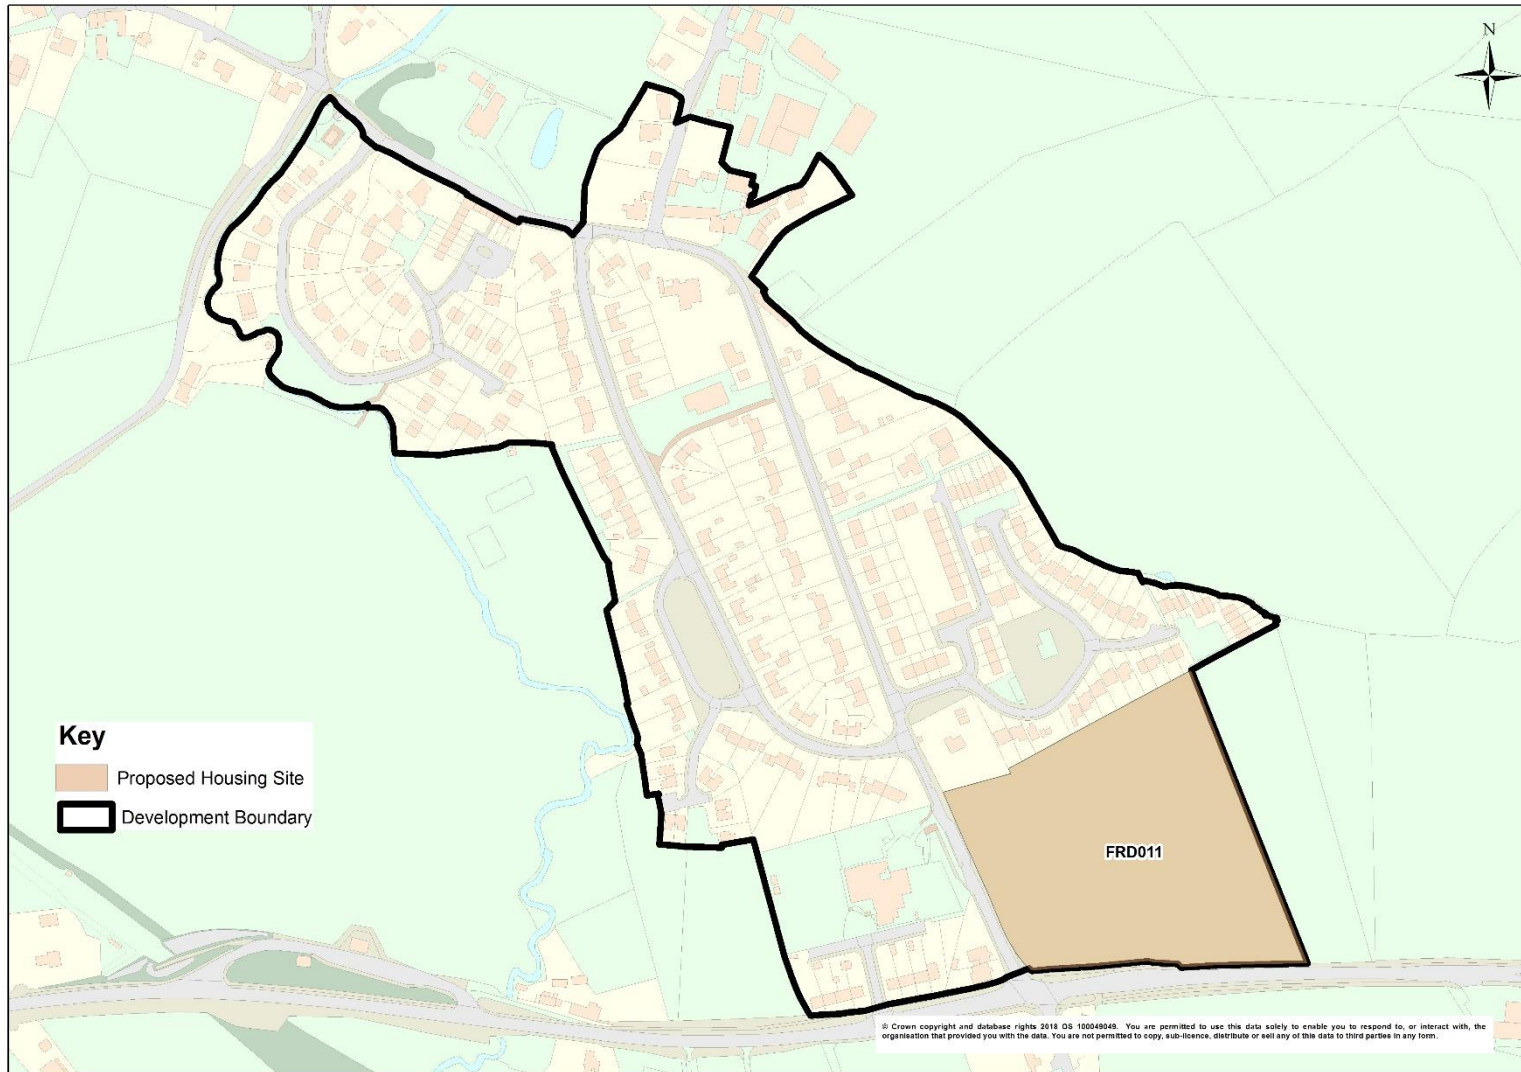 N
Key
Proposed Housing Site
Development Boundary
FRD011
© Crown copyright and database rights 2018 OS 100049049. You are permitted to use this data solely to enable you to respond to, or interact with, the
organisation that provided you with the data. You are not permitted to copy, sub-licence, distribute or sell any of this data to third parties in any form.